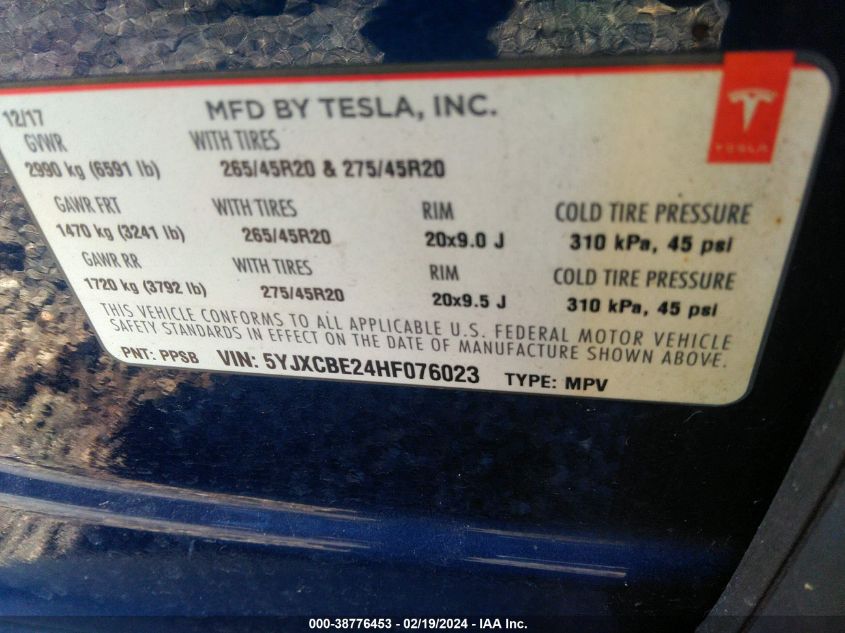 12/17 MFD BY TESLA, INC.
GVWR WITH TIRES
2990 kg (6591 lb) 265/45R20 & 275/45R20
TESLA
GAWR FRT WITH TIRES RIM COLD TIRE PRESSURE
1470 kg (3241 lb) 265/45R20 20x9.0 J 310 kPa, 45 psi
GAWR RR WITH TIRES RIM COLD TIRE PRESSURE
1720 kg (3792 lb) 275/45R20 20x9.5 J 310 kPa, 45 psi
THIS VEHICLE CONFORMS TO ALL APPLICABLE U.S. FEDERAL MOTOR VEHICLE
SAFETY STANDARDS IN EFFECT ON THE DATE OF MANUFACTURE SHOWN ABOVE.
PNT: PPSB VIN: 5YJXCBE24HF076023 TYPE: MPV
000-38776453 - 02/19/2024 - IAA Inc.